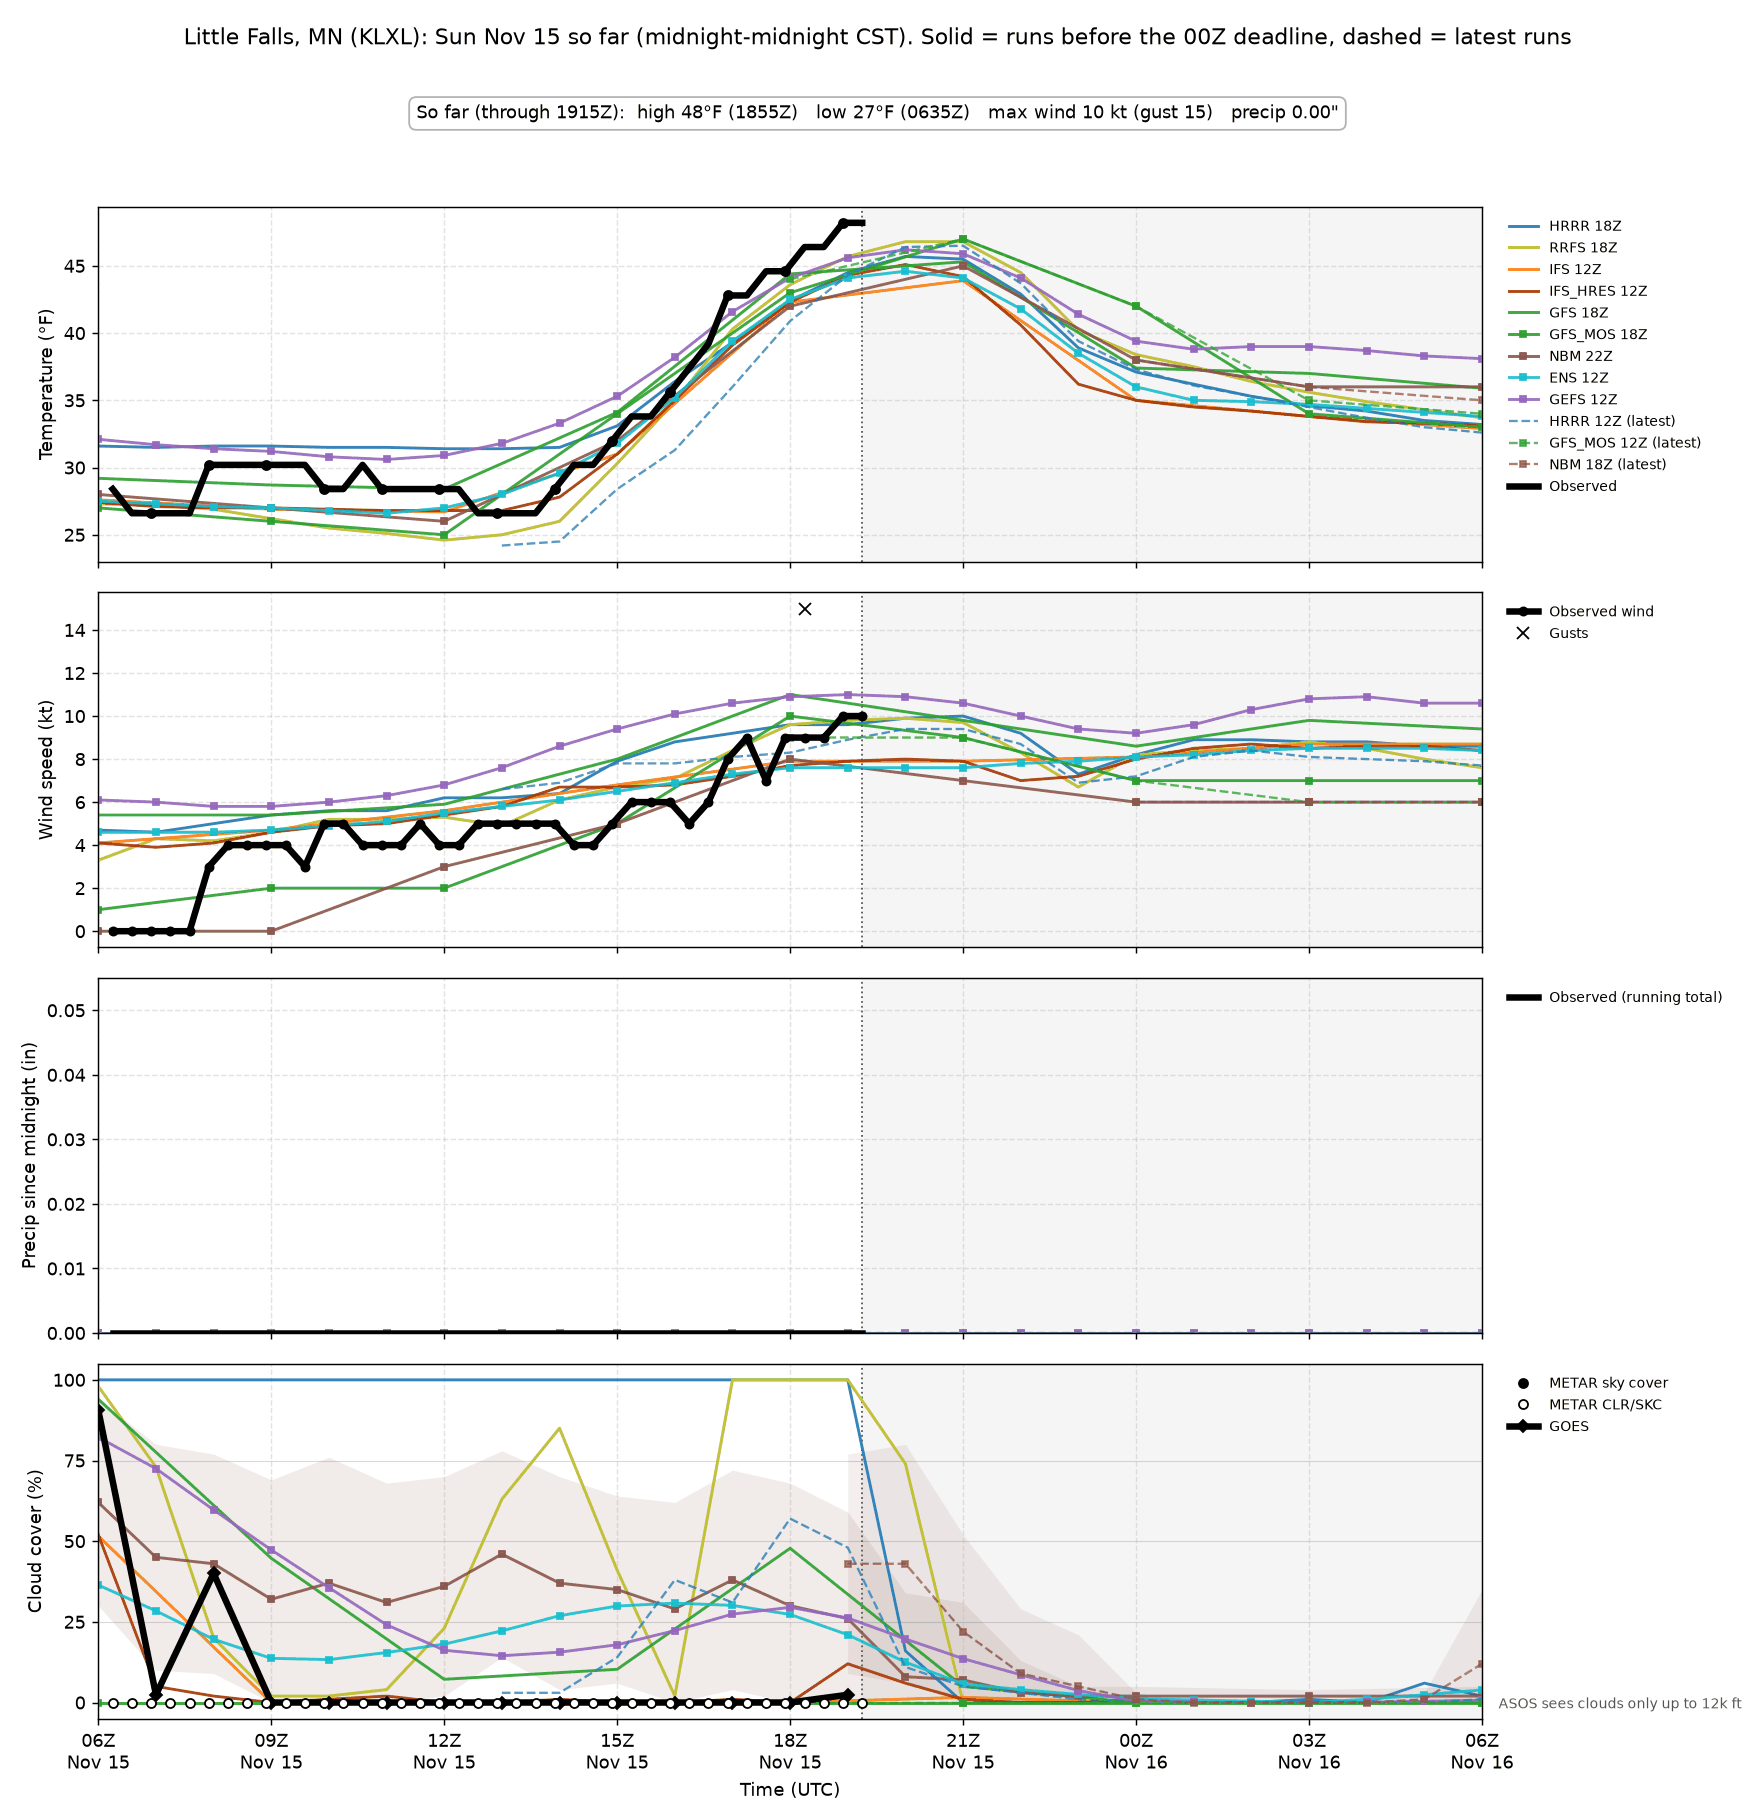 Little Falls, MN (KLXL): Sun Nov 15 so far (midnight-midnight CST). Solid = runs before the 00Z deadline, dashed = latest runs
So far (through 1915Z):  high 48°F (1855Z)   low 27°F (0635Z)   max wind 10 kt (gust 15)   precip 0.00"
Temperature (°F)
45
40
35
30
25
HRRR 18Z
RRFS 18Z
IFS 12Z
IFS_HRES 12Z
GFS 18Z
GFS_MOS 18Z
NBM 22Z
ENS 12Z
GEFS 12Z
HRRR 12Z (latest)
GFS_MOS 12Z (latest)
NBM 18Z (latest)
Observed
Wind speed (kt)
14
12
10
8
6
4
2
0
Observed wind
Gusts
Precip since midnight (in)
0.05
0.04
0.03
0.02
0.01
0.00
Observed (running total)
Cloud cover (%)
100
75
50
25
0
METAR sky cover
METAR CLR/SKC
GOES
ASOS sees clouds only up to 12k ft
06Z 09Z 12Z 15Z 18Z 21Z 00Z 03Z 06Z
Nov 15 Nov 15 Nov 15 Nov 15 Nov 15 Nov 15 Nov 16 Nov 16 Nov 16
Time (UTC)